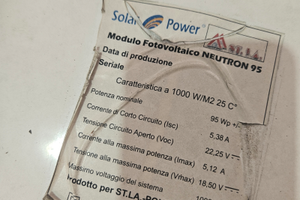 Solar Power®
Modulo Fotovoltaico NEUTRON 95
Data di produzione
Seriale
Caratteristica a 1000 W/M2 25 C°
Potenza nominale 95 Wp
Corrente di Corto Circuito (Isc) 5,38 A
Tensione Circuito Aperto (Voc) 22,25 V
Corrente alla massima potenza (Imax) 5,12 A
Tensione alla massima potenza (Vmax) 18,50 V
Massimo voltaggio del sistema
Prodotto per ST.LA.